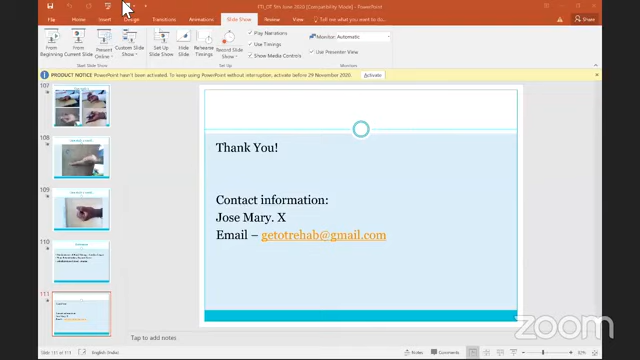 ITI_OT 9th June 2020 [Compatibility Mode] - PowerPoint
File Home Insert Design Transitions Animations Slide Show Review View Tell me what you want to do Share
From Beginning
From Current Slide
Present Online
Custom Slide Show
Set Up Slide Show
Hide Slide
Rehearse Timings
Record Slide Show
Play Narrations
Use Timings
Show Media Controls
Monitor: Automatic
Use Presenter View
Start Slide Show
Set Up
Monitors
PRODUCT NOTICE PowerPoint hasn't been activated. To keep using PowerPoint without interruption, activate before 29 November 2020. Activate
107
108
109
110
111
Thank You!
Contact information:
Jose Mary. X
Email – getotrehab@gmail.com
Tap to add notes
zoom
Slide 111 of 111 English (India) Notes Comments